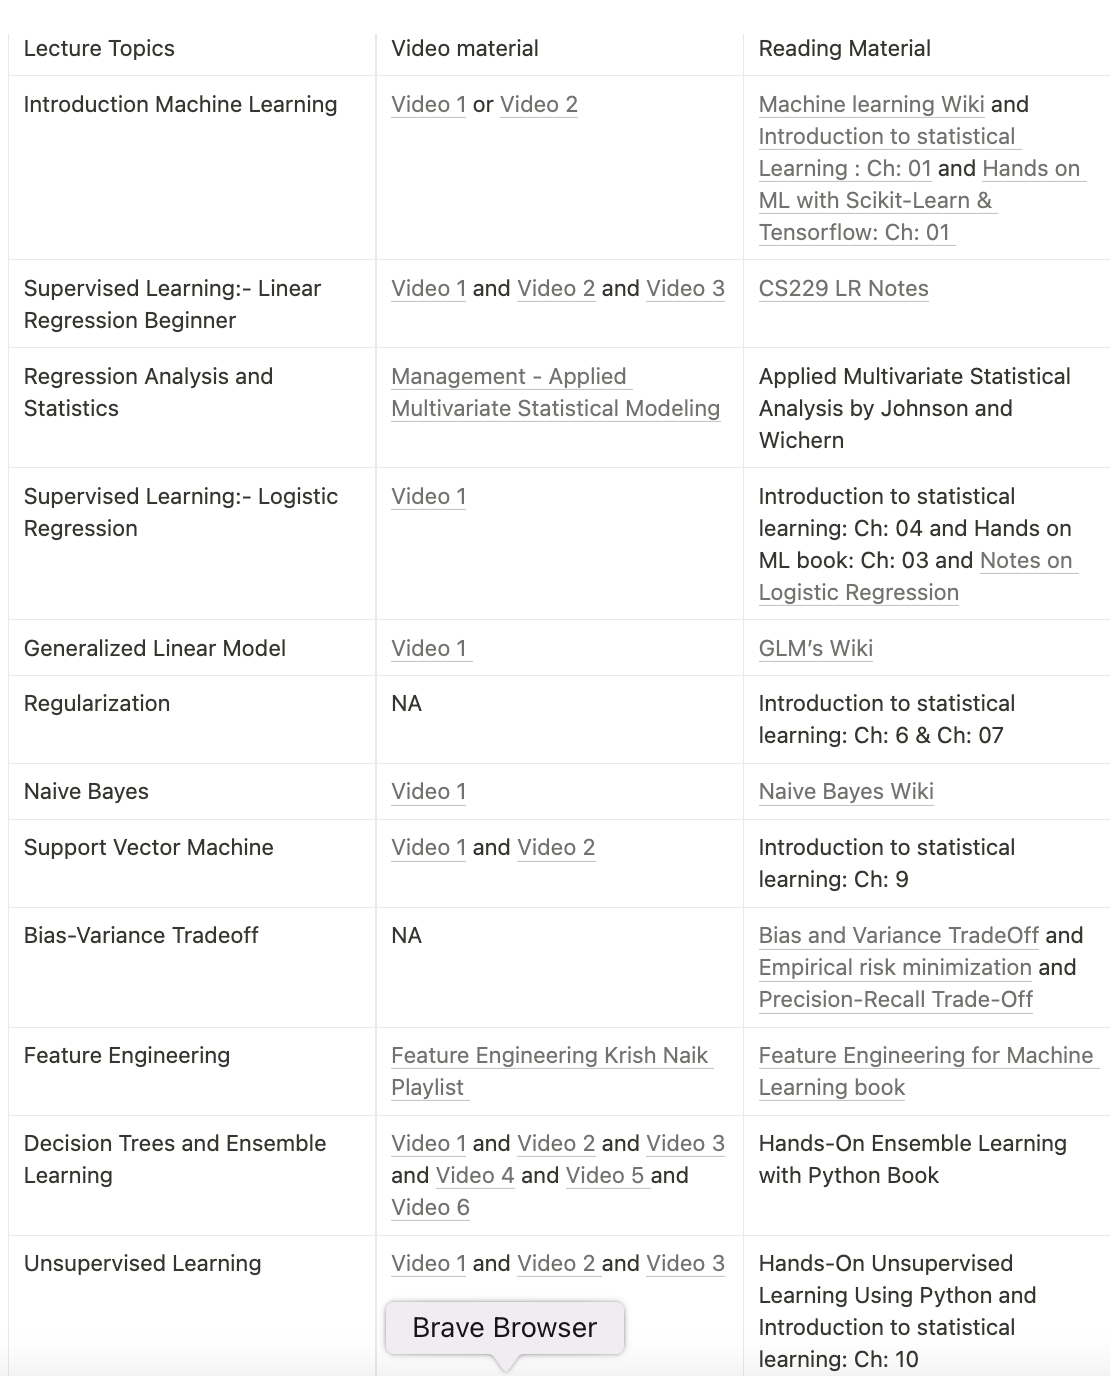 Lecture Topics
Video material
Reading Material
Introduction Machine Learning
Video 1 or Video 2
Machine learning Wiki and
Introduction to statistical
Learning : Ch: 01 and Hands on
ML with Scikit-Learn &
Tensorflow: Ch: 01
Supervised Learning:- Linear
Regression Beginner
Video 1 and Video 2 and Video 3
CS229 LR Notes
Regression Analysis and
Statistics
Management - Applied
Multivariate Statistical Modeling
Applied Multivariate Statistical
Analysis by Johnson and
Wichern
Supervised Learning:- Logistic
Regression
Video 1
Introduction to statistical
learning: Ch: 04 and Hands on
ML book: Ch: 03 and Notes on
Logistic Regression
Generalized Linear Model
Video 1
GLM’s Wiki
Regularization
NA
Introduction to statistical
learning: Ch: 6 & Ch: 07
Naive Bayes
Video 1
Naive Bayes Wiki
Support Vector Machine
Video 1 and Video 2
Introduction to statistical
learning: Ch: 9
Bias-Variance Tradeoff
NA
Bias and Variance TradeOff and
Empirical risk minimization and
Precision-Recall Trade-Off
Feature Engineering
Feature Engineering Krish Naik
Playlist
Feature Engineering for Machine
Learning book
Decision Trees and Ensemble
Learning
Video 1 and Video 2 and Video 3
and Video 4 and Video 5 and
Video 6
Hands-On Ensemble Learning
with Python Book
Unsupervised Learning
Video 1 and Video 2 and Video 3
Hands-On Unsupervised
Learning Using Python and
Introduction to statistical
learning: Ch: 10
Brave Browser